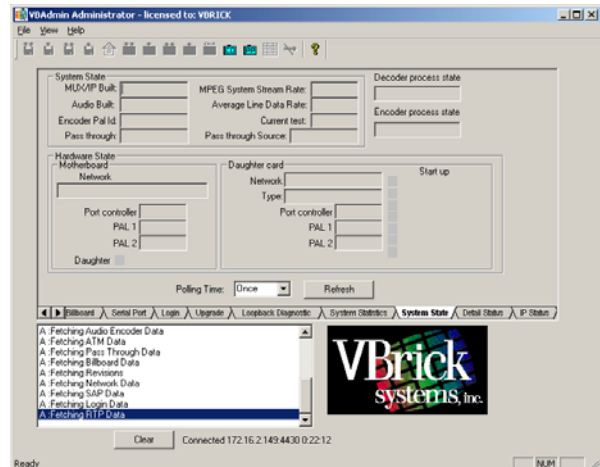 VBAdmin Administrator - licensed to: VBRICK
File View Help
System State
MUX/IP Built:
MPEG System Stream Rate:
Audio Built:
Average Line Data Rate:
Encoder Pal Id:
Current test:
Pass through:
Pass through Source:
Decoder process state
Encoder process state
Hardware State
Motherboard
Network
Port controller
PAL 1
PAL 2
Daughter
Daughter card
Network
Type:
Port controller
PAL 1
PAL 2
Start up
Polling Time: Once Refresh
Billboard Serial Port Login Upgrade Loopback Diagnostic System Statistics System State Detail Status IP Status
A :Fetching Audio Encoder Data
A :Fetching ATM Data
A :Fetching Pass Through Data
A :Fetching Billboard Data
A :Fetching Revisions
A :Fetching Network Data
A :Fetching SAP Data
A :Fetching Login Data
A :Fetching RTP Data
VBrick
systems, inc.
Clear Connected 172.16.2.149:4430 0:22:12
Ready NUM